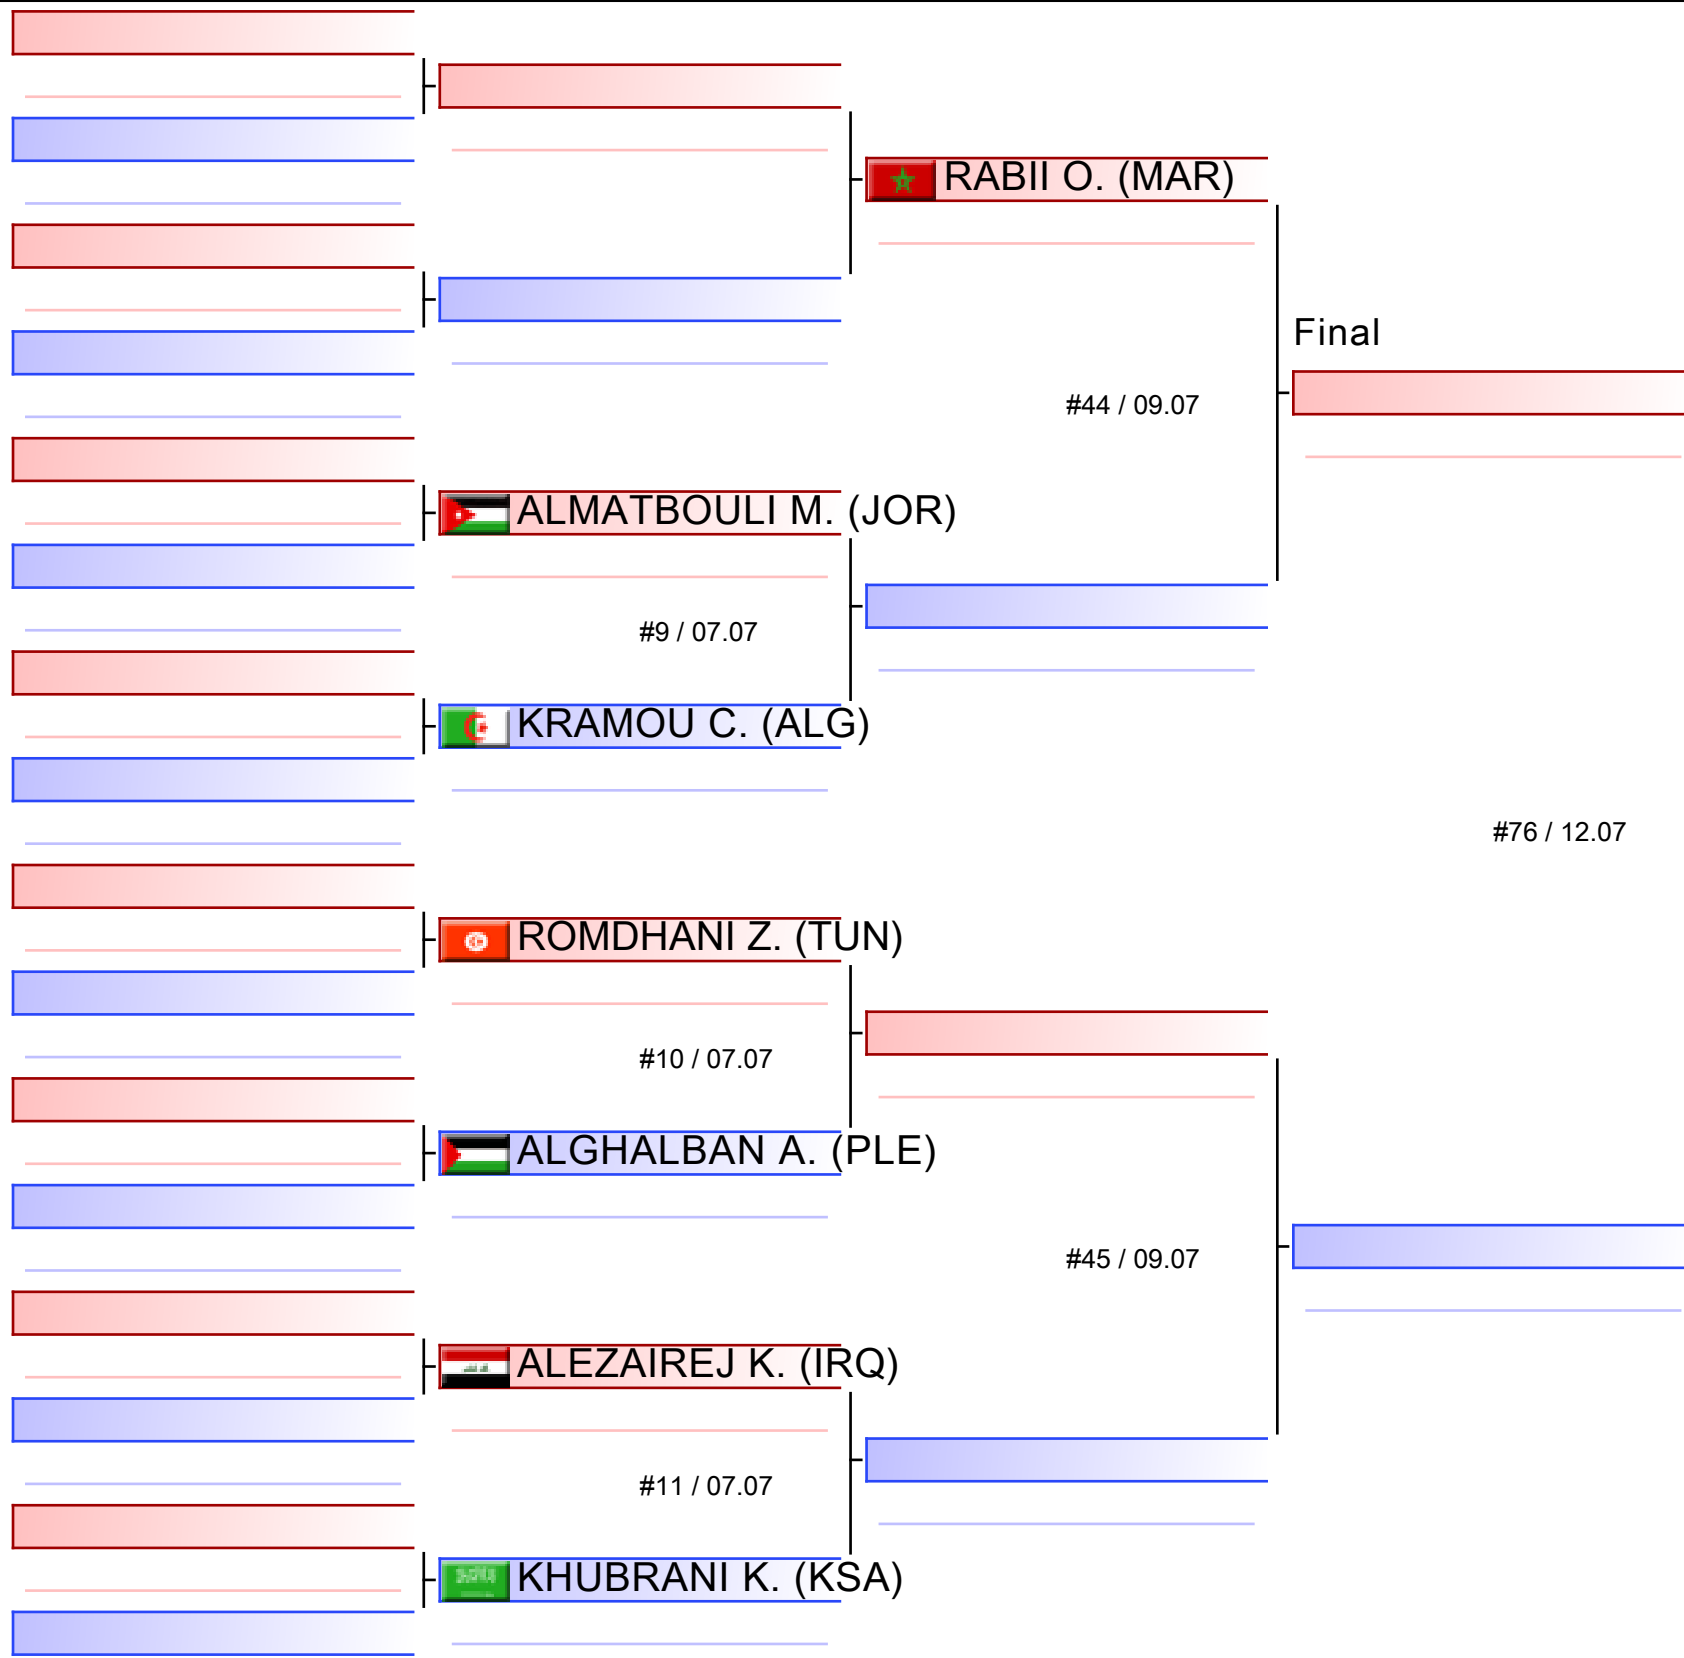 RABII O. (MAR)
Final
#44 / 09.07
ALMATBOULI M. (JOR)
#9 / 07.07
KRAMOU C. (ALG)
#76 / 12.07
ROMDHANI Z. (TUN)
#10 / 07.07
ALGHALBAN A. (PLE)
#45 / 09.07
ALEZAIREJ K. (IRQ)
#11 / 07.07
KHUBRANI K. (KSA)